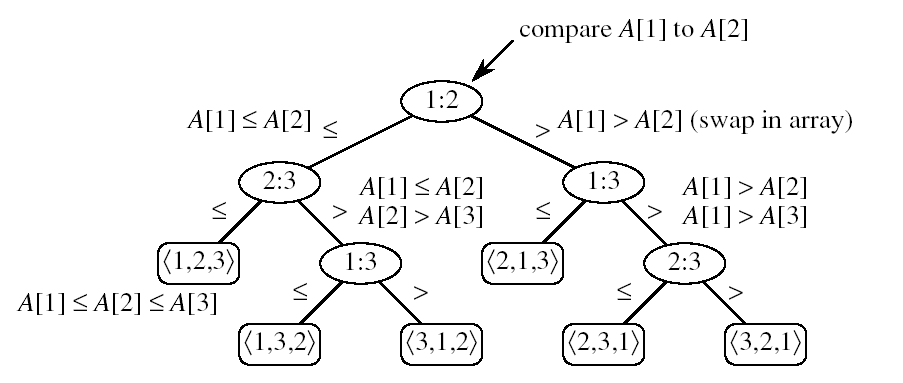 compare A[1] to A[2]
1:2
A[1] ≤ A[2] ≤
> A[1] > A[2] (swap in array)
2:3
A[1] ≤ A[2]
A[2] > A[3]
1:3
A[1] > A[2]
A[1] > A[3]
≤
>
≤
>
⟨1,2,3⟩
1:3
⟨2,1,3⟩
2:3
A[1] ≤ A[2] ≤ A[3]
≤
>
≤
>
⟨1,3,2⟩
⟨3,1,2⟩
⟨2,3,1⟩
⟨3,2,1⟩